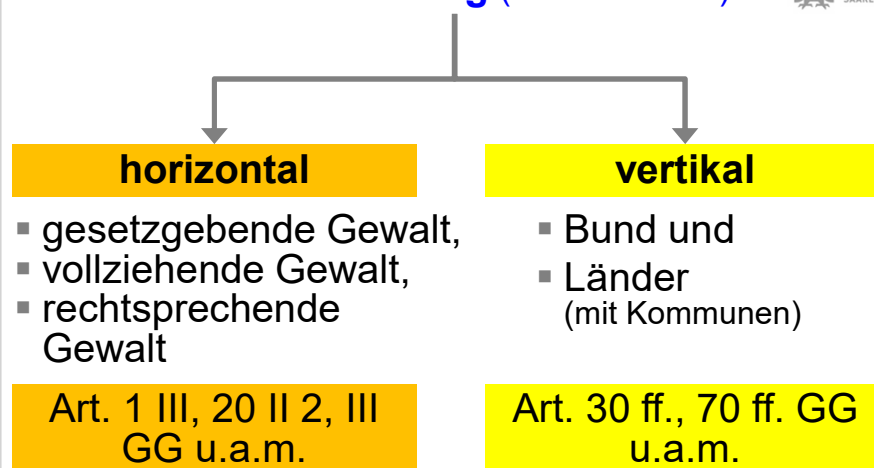 horizontal
gesetzgebende Gewalt,
vollziehende Gewalt,
rechtsprechende
Gewalt
Art. 1 III, 20 II 2, III
GG u.a.m.
vertikal
Bund und
Länder
(mit Kommunen)
Art. 30 ff., 70 ff. GG
u.a.m.